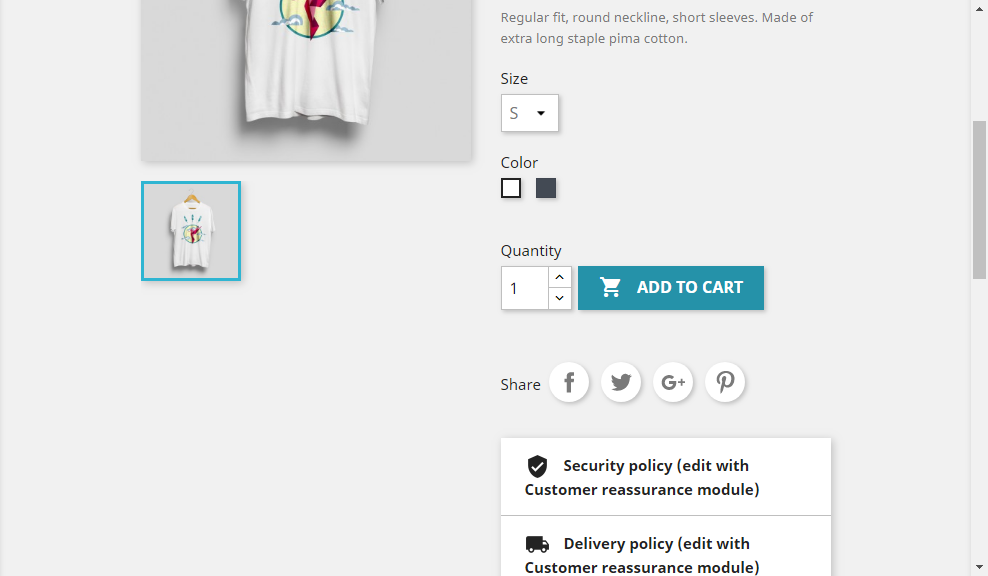 Regular fit, round neckline, short sleeves. Made of
extra long staple pima cotton.
Size
S
Color
Quantity
1
ADD TO CART
Share
Security policy (edit with
Customer reassurance module)
Delivery policy (edit with
Customer reassurance module)